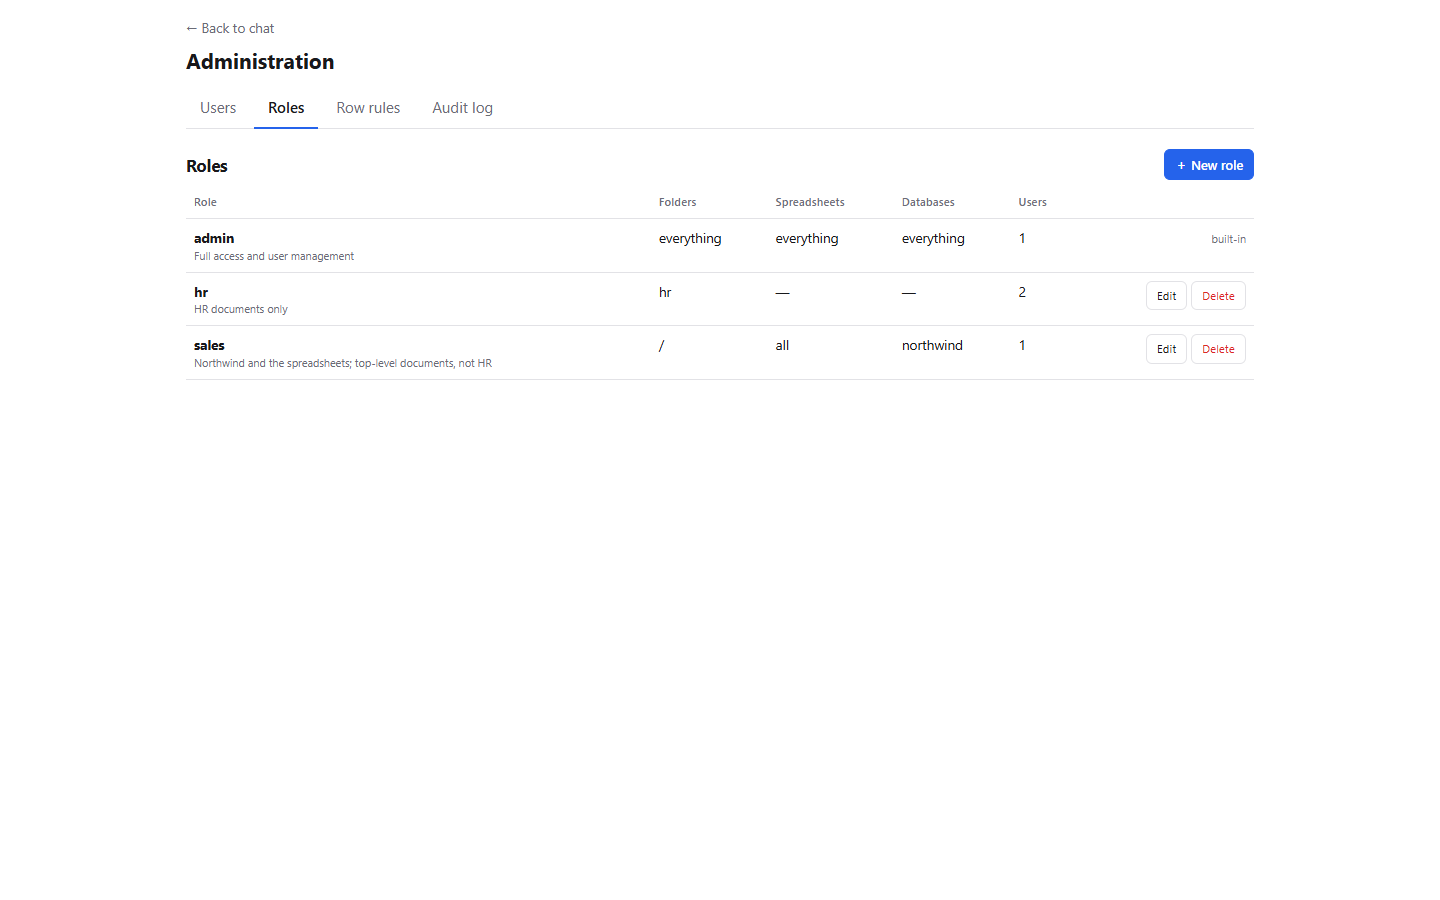 ← Back to chat
Administration
Users Roles Row rules Audit log
Roles + New role
Role Folders Spreadsheets Databases Users
admin everything everything everything 1 built-in
Full access and user management
hr hr — — 2 Edit Delete
HR documents only
sales / all northwind 1 Edit Delete
Northwind and the spreadsheets; top-level documents, not HR